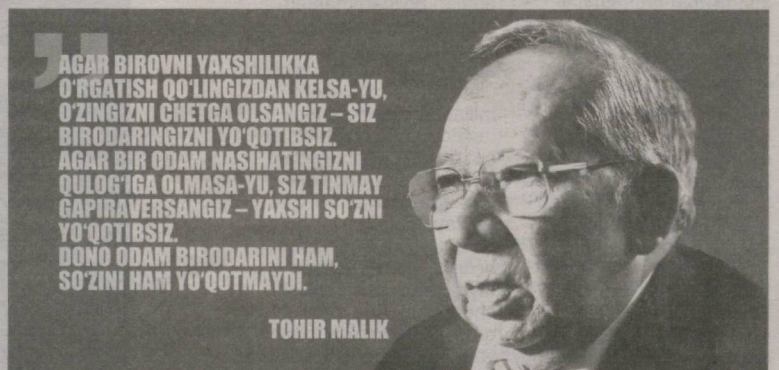 AGAR BIROVNI YAXSHILIKKA
O‘RGATISH QO‘LINGIZDAN KELSA-YU,
O‘ZINGIZNI CHETGA OLSANGIZ – SIZ
BIRODARINGIZNI YO‘QOTIBSIZ.
AGAR BIR ODAM NASIHATINGIZNI
QULOG‘IGA OLMASA-YU, SIZ TINMAY
GAPIRAVERSANGIZ – YAXSHI SO‘ZNI
YO‘QOTIBSIZ.
DONO ODAM BIRODARINI HAM,
SO‘ZINI HAM YO‘QOTMAYDI.
TOHIR MALIK